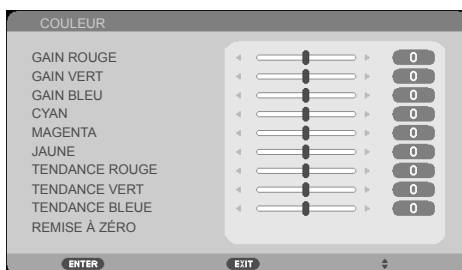 COULEUR
GAIN ROUGE 0
GAIN VERT 0
GAIN BLEU 0
CYAN 0
MAGENTA 0
JAUNE 0
TENDANCE ROUGE 0
TENDANCE VERT 0
TENDANCE BLEUE 0
REMISE À ZÉRO
ENTER EXIT